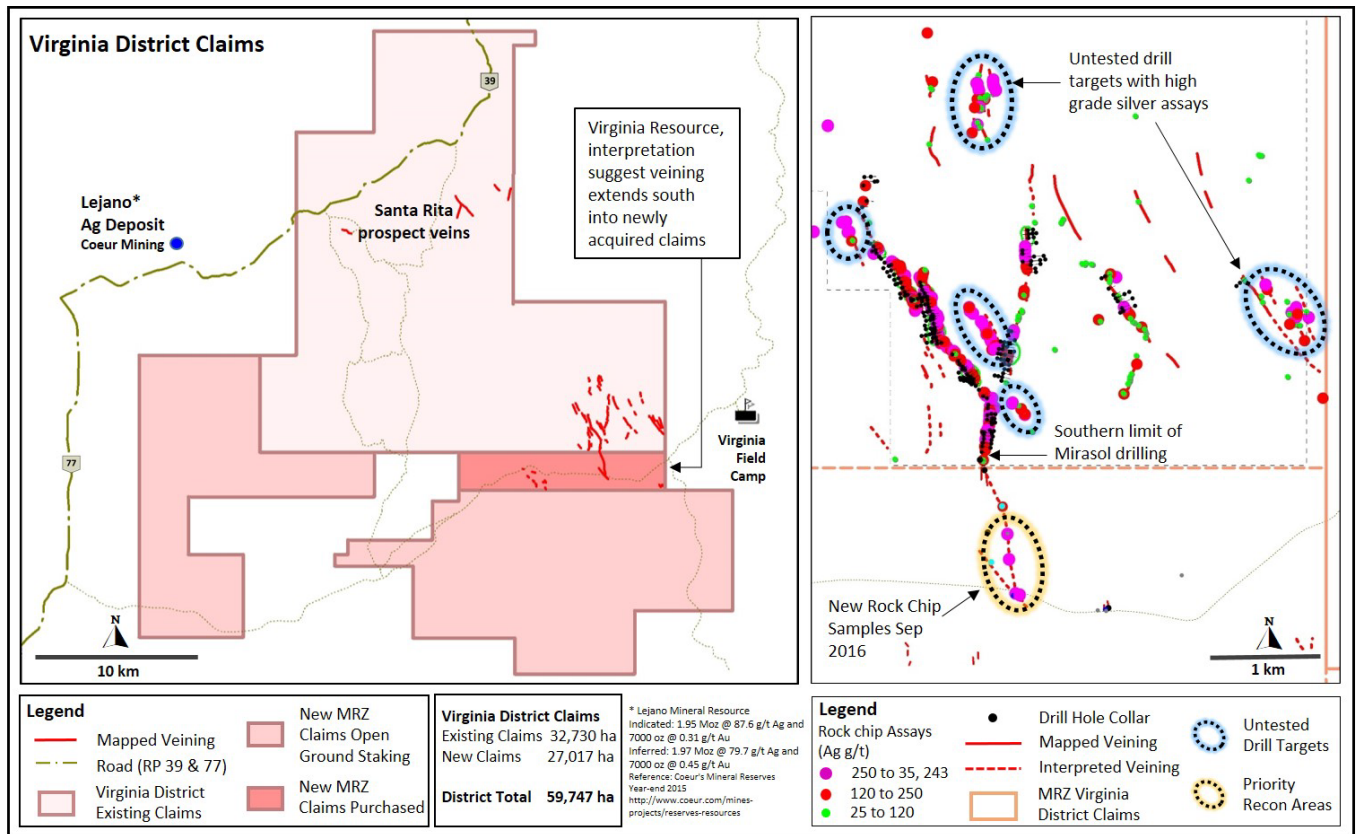 Virginia District Claims
39
Virginia Resource,
interpretation
suggest veining
extends south
into newly
acquired claims
Lejano*
Ag Deposit
Coeur Mining
Santa Rita
prospect veins
77
Virginia
Field
Camp
N
10 km
Untested drill
targets with high
grade silver assays
Southern limit of
Mirasol drilling
New Rock Chip
Samples Sep
2016
N
1 km
Legend
Mapped Veining
Road (RP 39 & 77)
Virginia District
Existing Claims
New MRZ
Claims Open
Ground Staking
New MRZ
Claims Purchased
Virginia District Claims
Existing Claims 32,730 ha
New Claims 27,017 ha
District Total 59,747 ha
* Lejano Mineral Resource
Indicated: 1.95 Moz @ 87.6 g/t Ag and
7000 oz @ 0.31 g/t Au
Inferred: 1.97 Moz @ 79.7 g/t Ag and
7000 oz @ 0.45 g/t Au
Reference: Coeur's Mineral Reserves
Year-end 2015
http://www.coeur.com/mines-
projects/reserves-resources
Legend
Rock chip Assays
(Ag g/t)
250 to 35, 243
120 to 250
25 to 120
Drill Hole Collar
Mapped Veining
Interpreted Veining
MRZ Virginia
District Claims
Untested
Drill Targets
Priority
Recon Areas